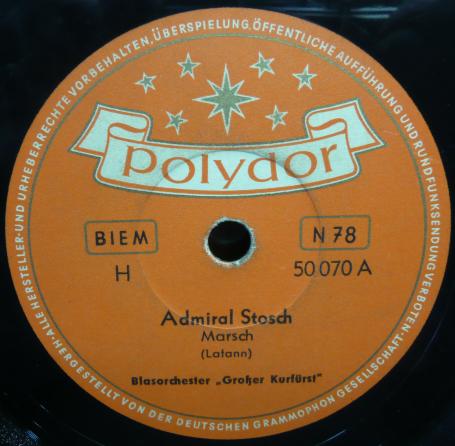 ALLE HERSTELLER- UND URHEBERRECHTE VORBEHALTEN, ÜBERSPIELUNG, ÖFFENTLICHE AUFFÜHRUNG UND RUNDFUNKSENDUNG VERBOTEN.
polydor
BIEM
N 78
H
50 070 A
Admiral Stosch
Marsch
(Latann)
Blasorchester „Großer Kurfürst"
HERGESTELLT VON DER DEUTSCHEN GRAMMOPHON GESELLSCHAFT